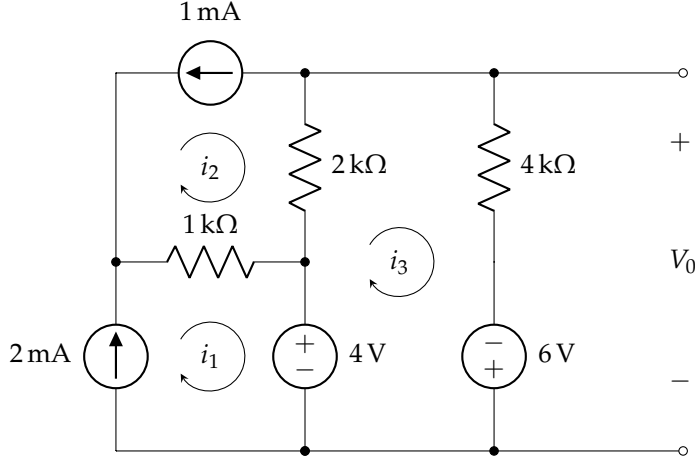 1 mA
2 kΩ
4 kΩ
+
i₂
1 kΩ
i₃
V₀
2 mA
i₁
+
−
4 V
−
+
6 V
−